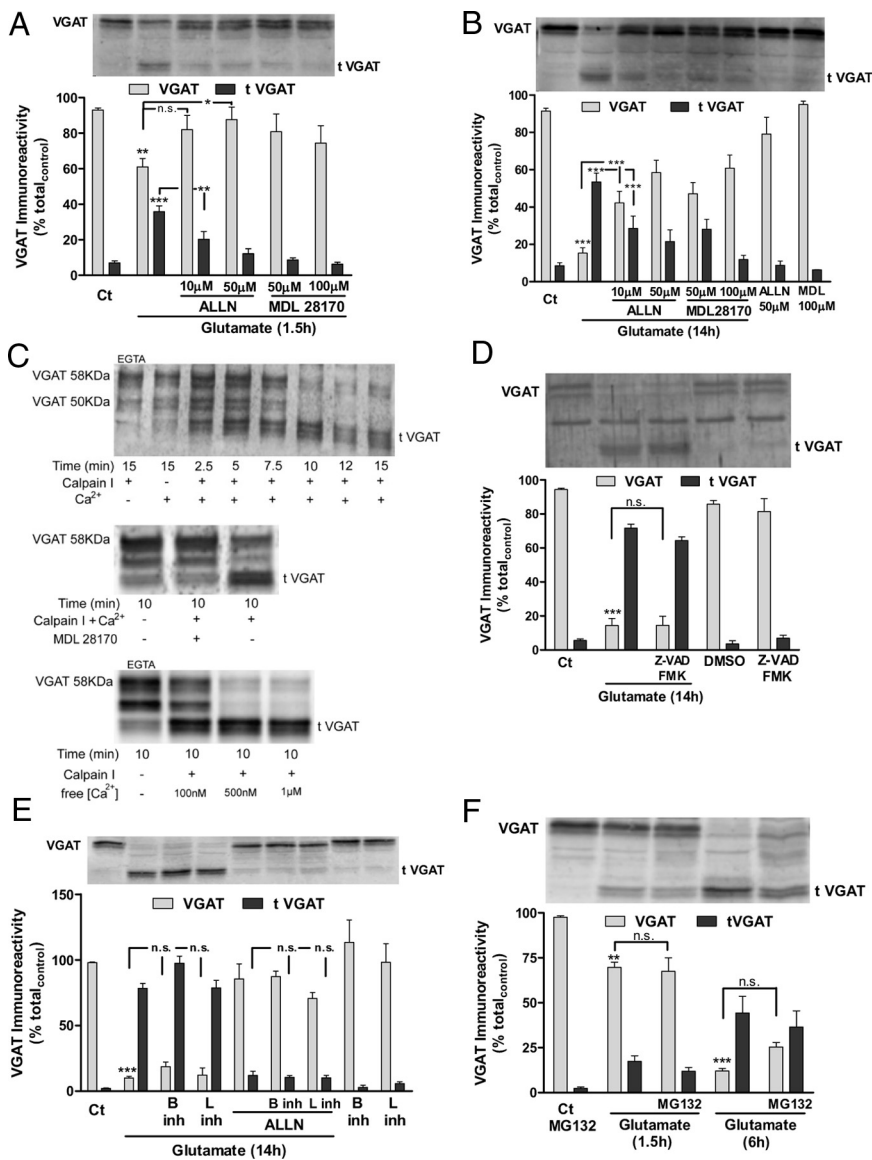 A
VGAT
t VGAT
VGAT t VGAT
VGAT Immunoreactivity
(% total control)
100
80
60
40
20
0
n.s.
*
**
***
**
Ct
10µM 50µM 50µM 100µM
ALLN MDL 28170
Glutamate (1.5h)
B
VGAT
t VGAT
VGAT t VGAT
VGAT Immunoreactivity
(% total control)
100
80
60
40
20
0
***
***
***
***
Ct
10µM 50µM 50µM 100µM ALLN MDL
50µM 100µM
ALLN MDL28170
Glutamate (14h)
C
EGTA
VGAT 58KDa
VGAT 50KDa
t VGAT
Time (min) 15 15 2.5 5 7.5 10 12 15
Calpain I + - + + + + + +
Ca2+ - + + + + + + +
VGAT 58KDa
t VGAT
Time (min) 10 10 10
Calpain I + Ca2+ - + +
MDL 28170 - + -
EGTA
VGAT 58KDa
t VGAT
Time (min) 10 10 10 10
Calpain I - + + +
free [Ca2+] - 100nM 500nM 1µM
D
VGAT
t VGAT
VGAT t VGAT
VGAT Immunoreactivity
(% total control)
100
80
60
40
20
0
n.s.
***
Ct Z-VAD DMSO Z-VAD
FMK FMK
Glutamate (14h)
E
VGAT
t VGAT
VGAT t VGAT
VGAT Immunoreactivity
(% total control)
150
100
50
0
n.s. n.s. n.s. n.s.
***
Ct B L B inh L inh B L
inh inh inh inh
ALLN
Glutamate (14h)
F
VGAT
t VGAT
VGAT tVGAT
VGAT Immunoreactivity
(% total control)
100
75
50
25
0
n.s.
**
n.s.
***
Ct MG132 MG132
MG132 Glutamate Glutamate
(1.5h) (6h)